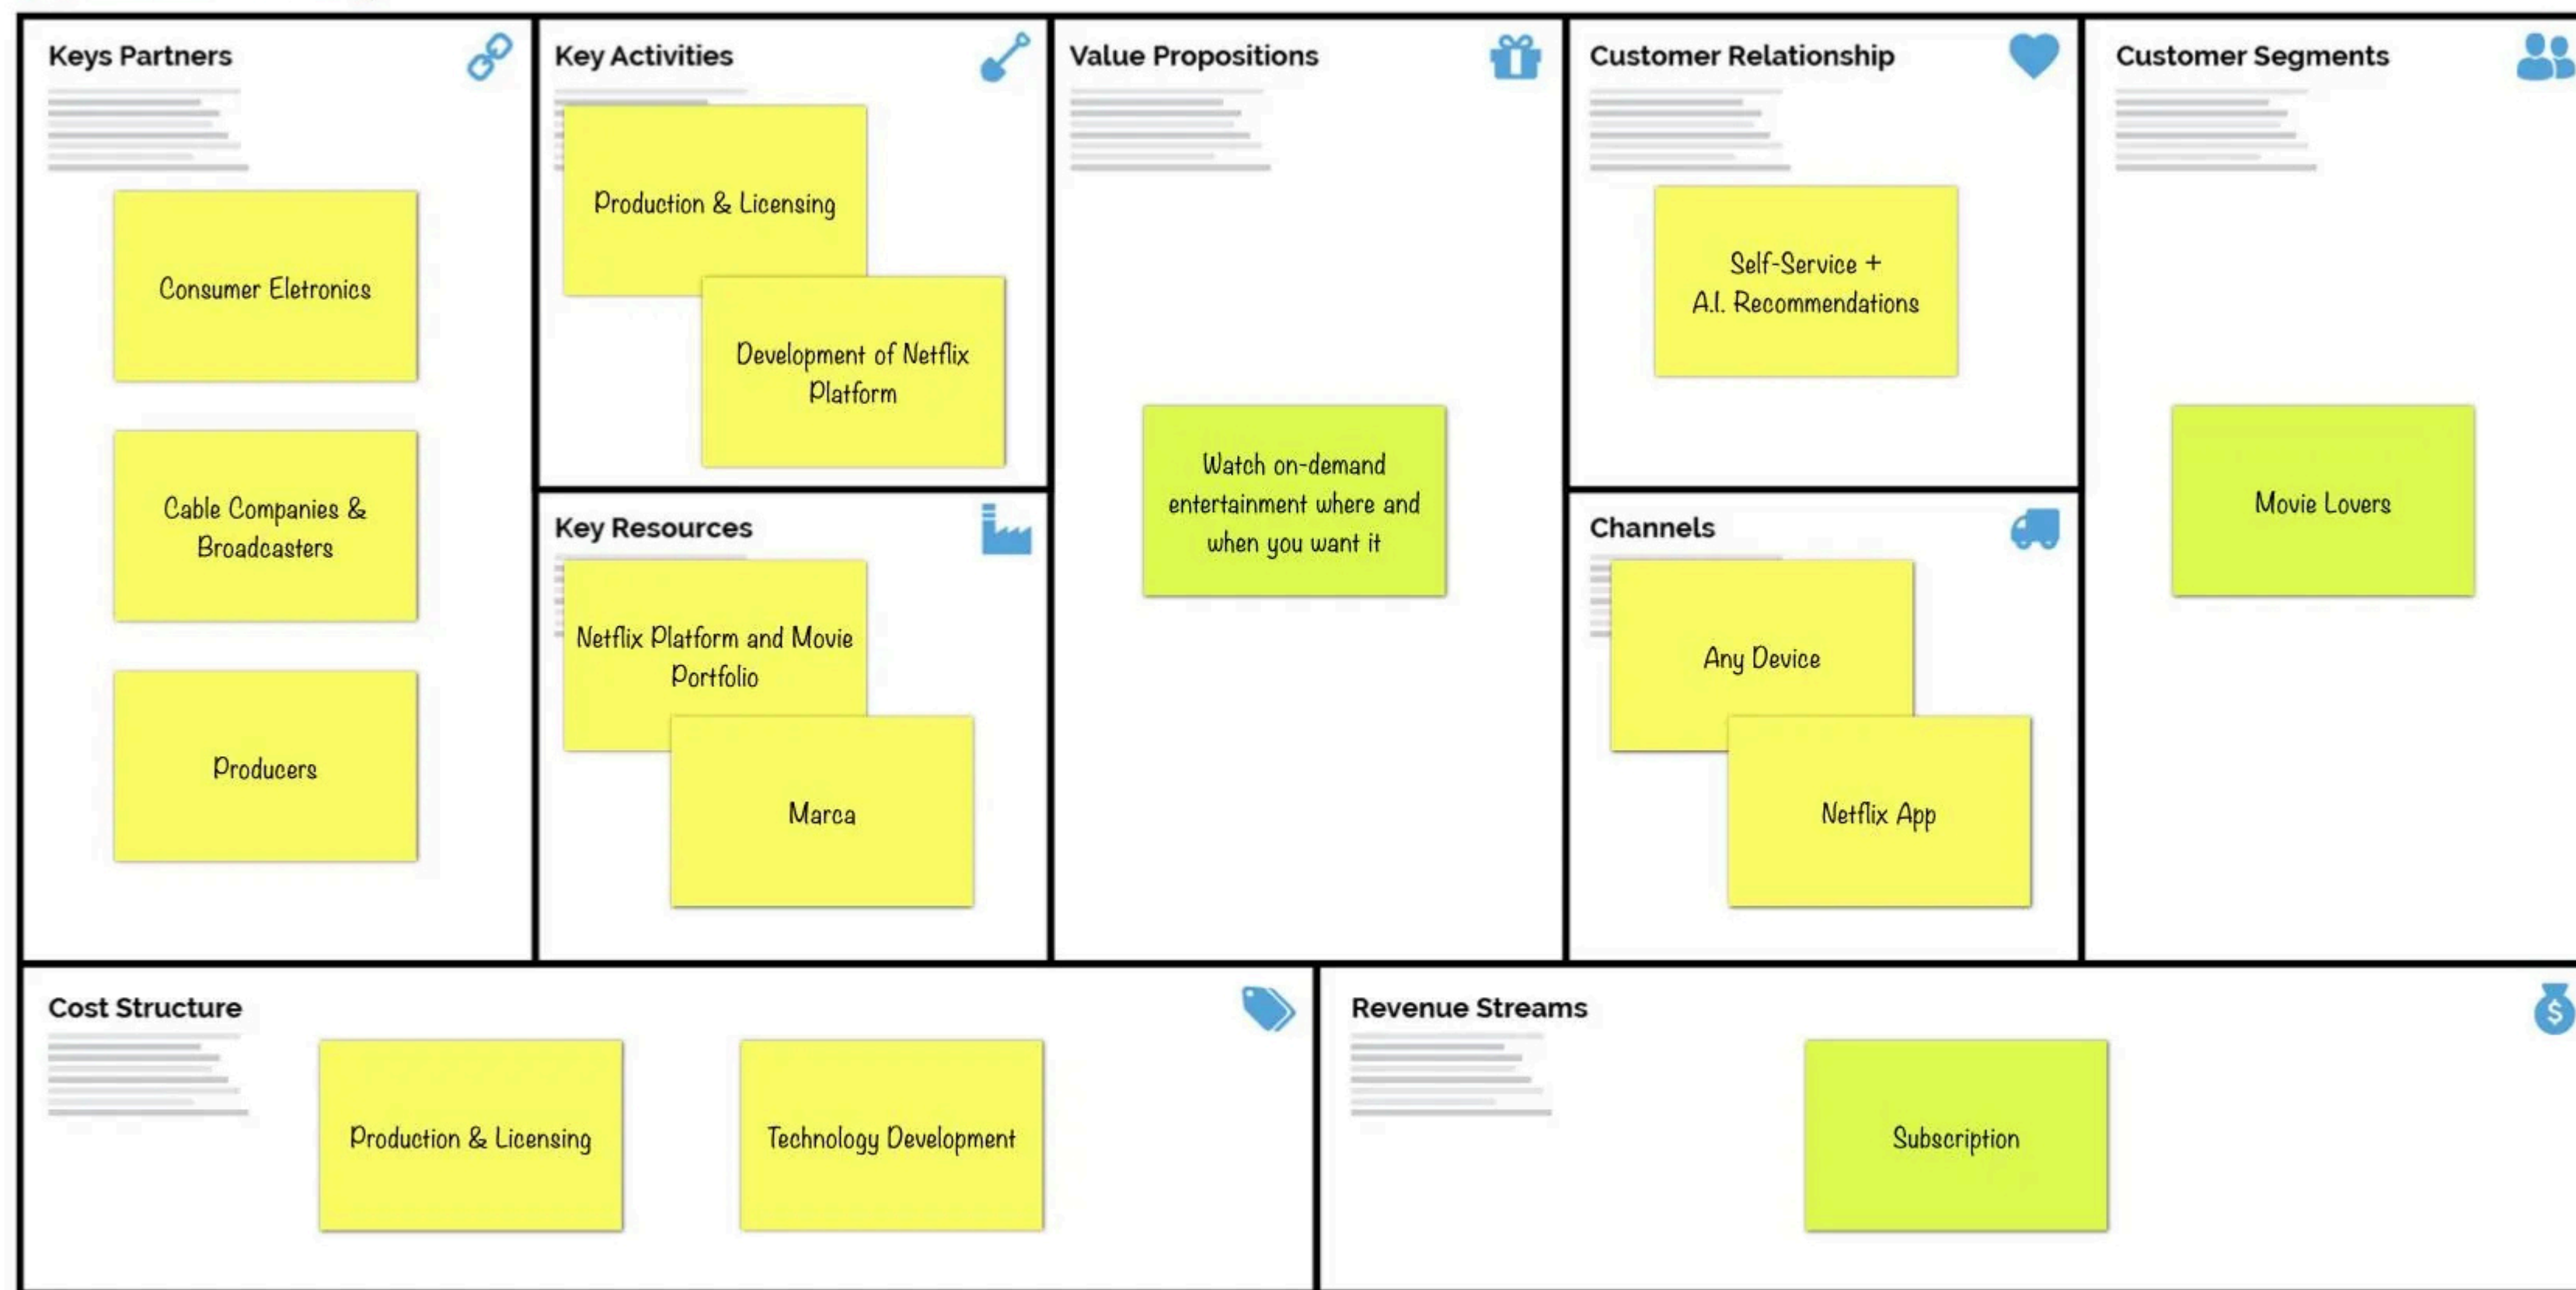 Keys Partners
Consumer Eletronics
Cable Companies &
Broadcasters
Producers
Key Activities
Production & Licensing
Development of Netflix
Platform
Key Resources
Netflix Platform and Movie
Portfolio
Marca
Value Propositions
Watch on-demand
entertainment where and
when you want it
Customer Relationship
Self-Service +
A.I. Recommendations
Channels
Any Device
Netflix App
Customer Segments
Movie Lovers
Cost Structure
Production & Licensing
Technology Development
Revenue Streams
$
Subscription